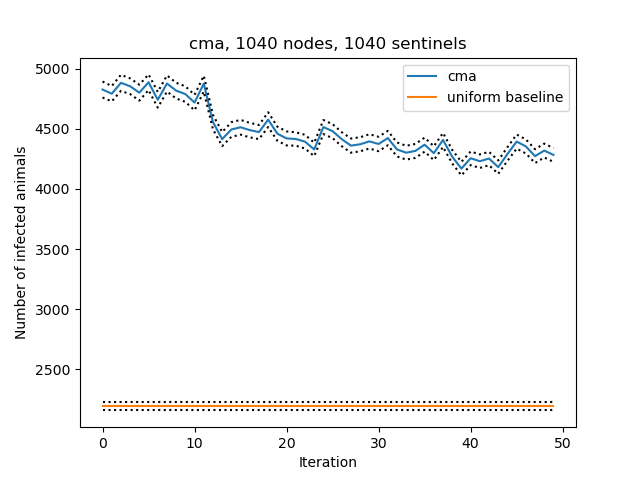 cma, 1040 nodes, 1040 sentinels
cma
uniform baseline
Number of infected animals
5000
4500
4000
3500
3000
2500
0 10 20 30 40 50
Iteration